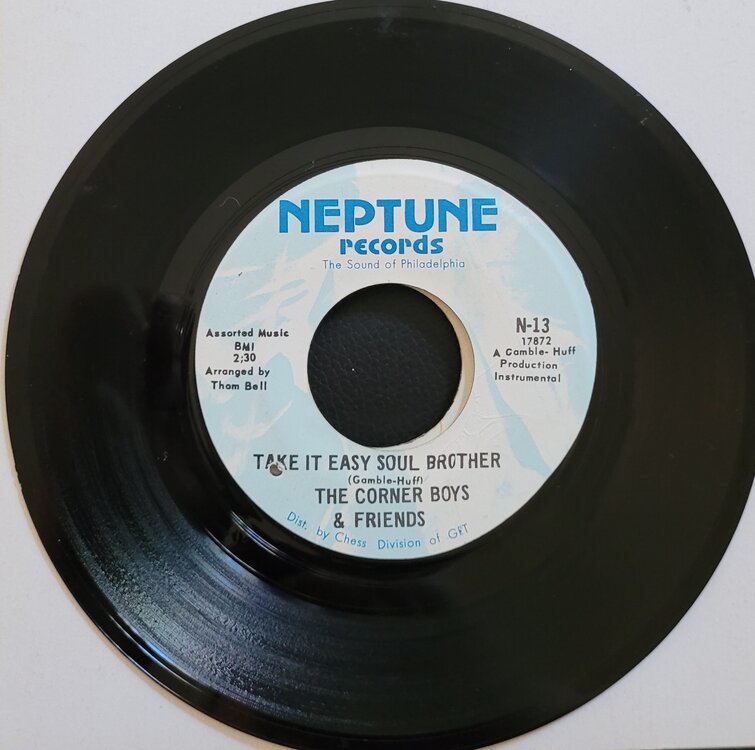 NEPTUNE
records
The Sound of Philadelphia
Assorted Music
BMI
2;30
Arranged by
Thom Bell
N-13
17872
A Gamble- Huff
Production
Instrumental
TAKE IT EASY SOUL BROTHER
(Gamble-Huff)
THE CORNER BOYS
& FRIENDS
Dist. by Chess Division of GRT